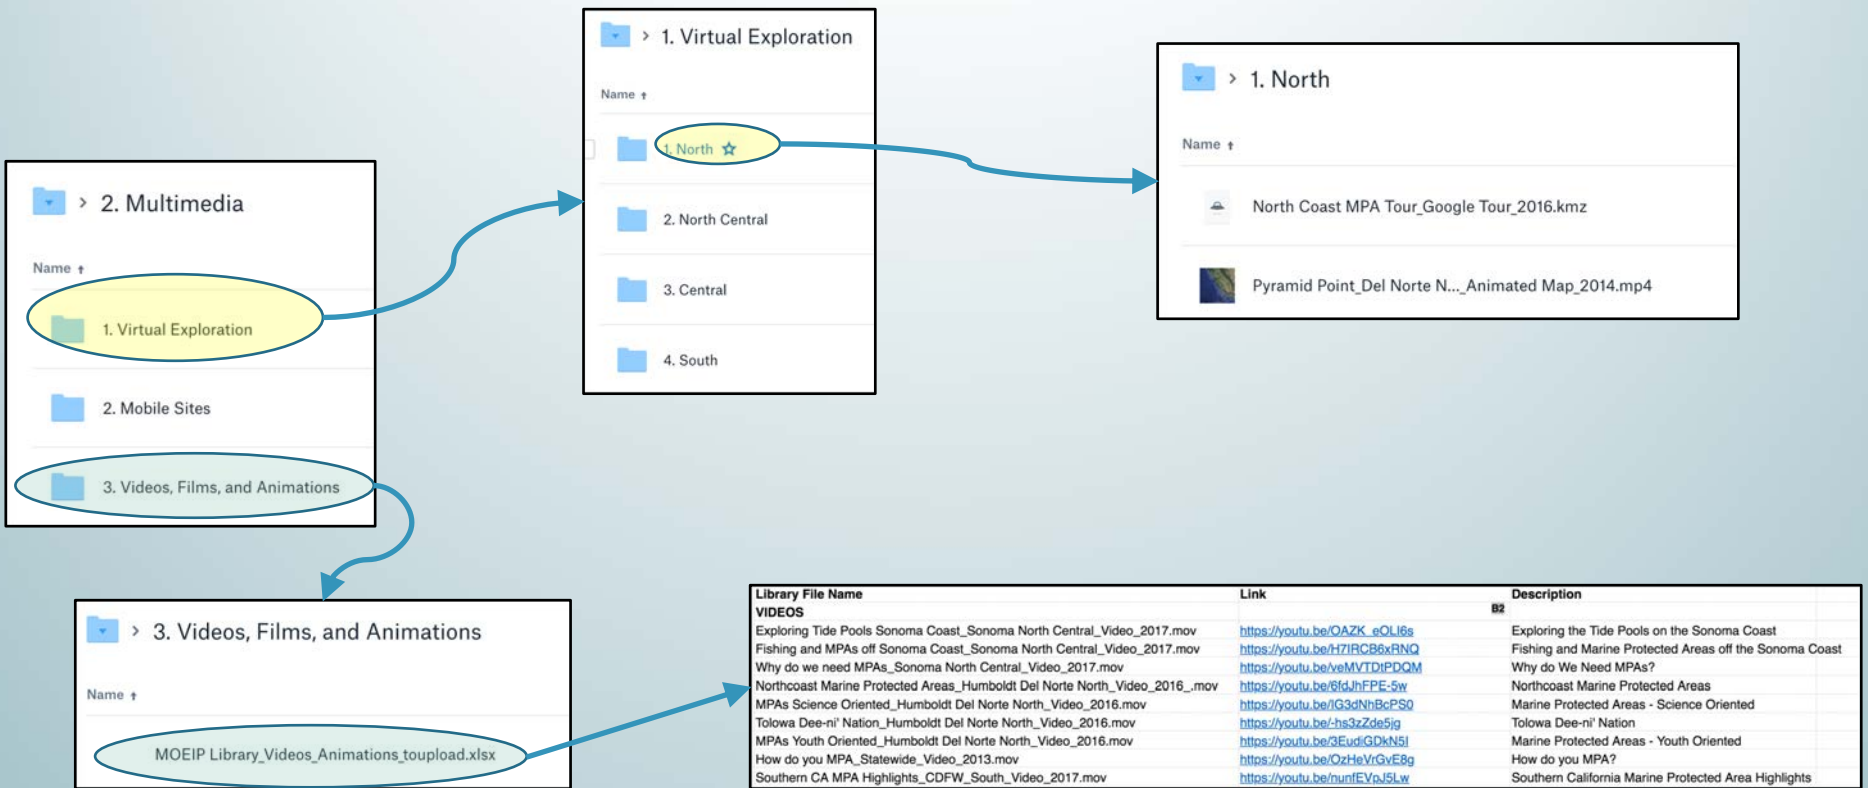 2. Multimedia
Name ↑
1. Virtual Exploration
2. Mobile Sites
3. Videos, Films, and Animations
> 1. Virtual Exploration
Name ↑
1. North ☆
2. North Central
3. Central
4. South
> 1. North
Name ↑
North Coast MPA Tour_Google Tour_2016.kmz
Pyramid Point_Del Norte N..._Animated Map_2014.mp4
> 3. Videos, Films, and Animations
Name ↑
MOEIP Library_Videos_Animations_toupload.xlsx
Library File Name Link Description
VIDEOS B2
Exploring Tide Pools Sonoma Coast_Sonoma North Central_Video_2017.mov https://youtu.be/OAZK_eOLI6s Exploring the Tide Pools on the Sonoma Coast
Fishing and MPAs off Sonoma Coast_Sonoma North Central_Video_2017.mov https://youtu.be/H7IRCB6xRNQ Fishing and Marine Protected Areas off the Sonoma Coast
Why do we need MPAs_Sonoma North Central_Video_2017.mov https://youtu.be/veMVTDtPDQM Why do We Need MPAs?
Northcoast Marine Protected Areas_Humboldt Del Norte North_Video_2016_.mov https://youtu.be/6fdJhFPE-5w Northcoast Marine Protected Areas
MPAs Science Oriented_Humboldt Del Norte North_Video_2016.mov https://youtu.be/IG3dNhBcPS0 Marine Protected Areas - Science Oriented
Tolowa Dee-ni' Nation_Humboldt Del Norte North_Video_2016.mov https://youtu.be/-hs3zZde5jg Tolowa Dee-ni' Nation
MPAs Youth Oriented_Humboldt Del Norte North_Video_2016.mov https://youtu.be/3EudiGDkN5I Marine Protected Areas - Youth Oriented
How do you MPA_Statewide_Video_2013.mov https://youtu.be/OzHeVrGvE8g How do you MPA?
Southern CA MPA Highlights_CDFW_South_Video_2017.mov https://youtu.be/nunfEVpJ5Lw Southern California Marine Protected Area Highlights